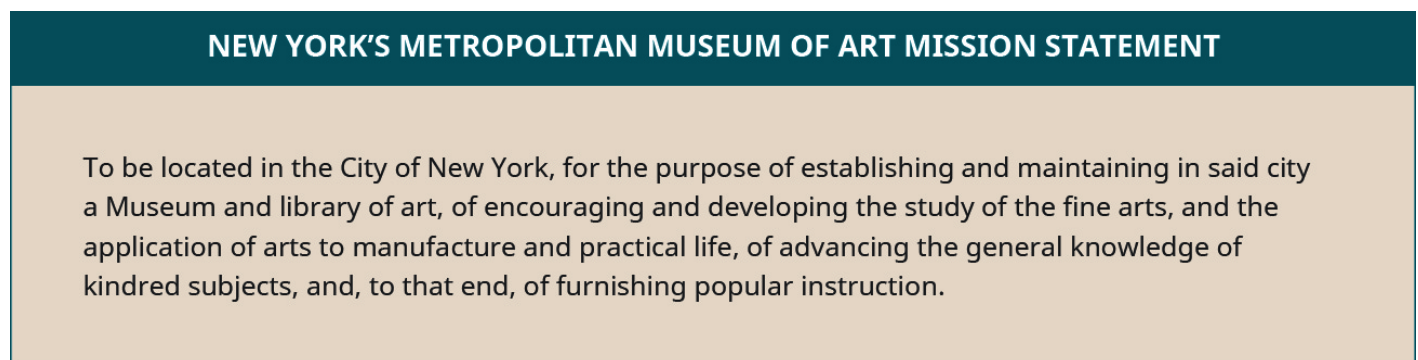 NEW YORK’S METROPOLITAN MUSEUM OF ART MISSION STATEMENT
To be located in the City of New York, for the purpose of establishing and maintaining in said city
a Museum and library of art, of encouraging and developing the study of the fine arts, and the
application of arts to manufacture and practical life, of advancing the general knowledge of
kindred subjects, and, to that end, of furnishing popular instruction.